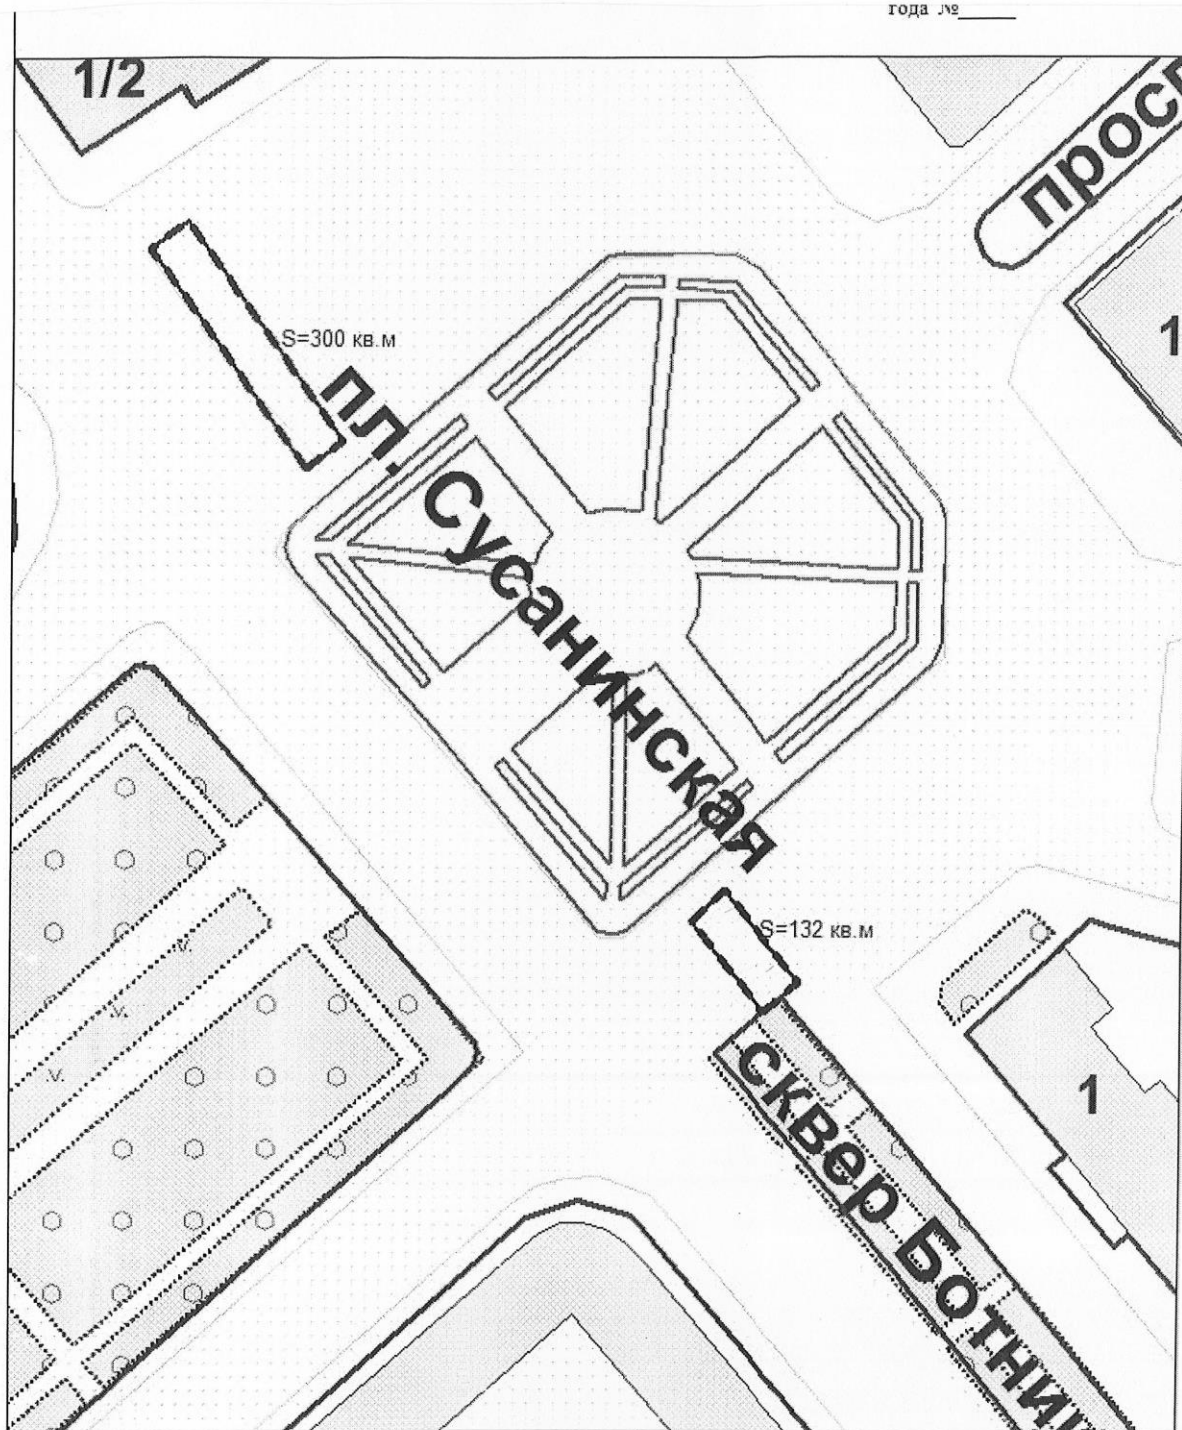 года №
1/2
просп
1
S=300 кв.м
пл. Сусанинская
S=132 кв.м
1
сквер Ботни
.v.
.v.
.v.